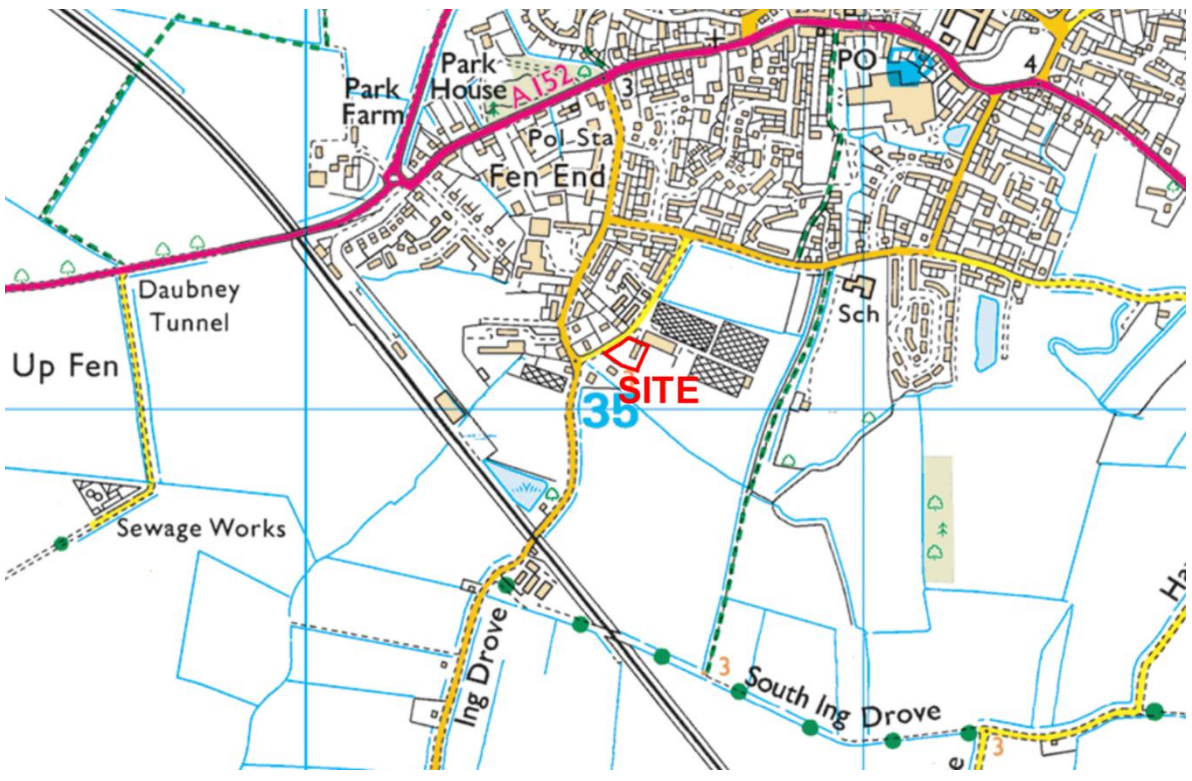 Park
House
A 152
Park
Farm
PO
4
3
Pol Sta
Fen End
Daubney
Tunnel
Sch
Up Fen
SITE
35
Sewage Works
Ing Drove
3
South Ing Drove
3